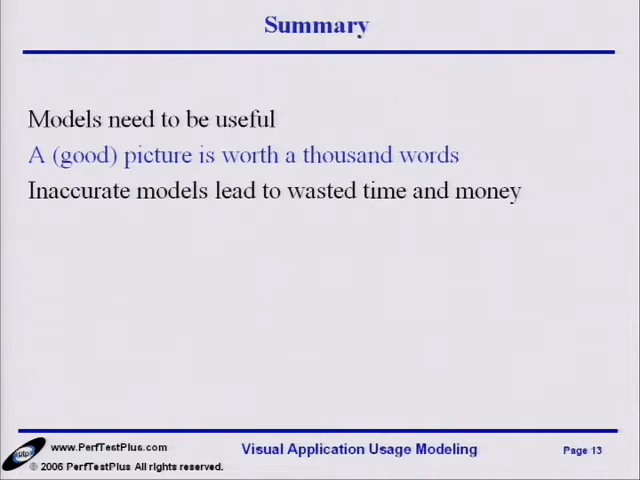 Summary
Models need to be useful
A (good) picture is worth a thousand words
Inaccurate models lead to wasted time and money
www.PerfTestPlus.com
© 2006 PerfTestPlus All rights reserved.
Visual Application Usage Modeling
Page 13